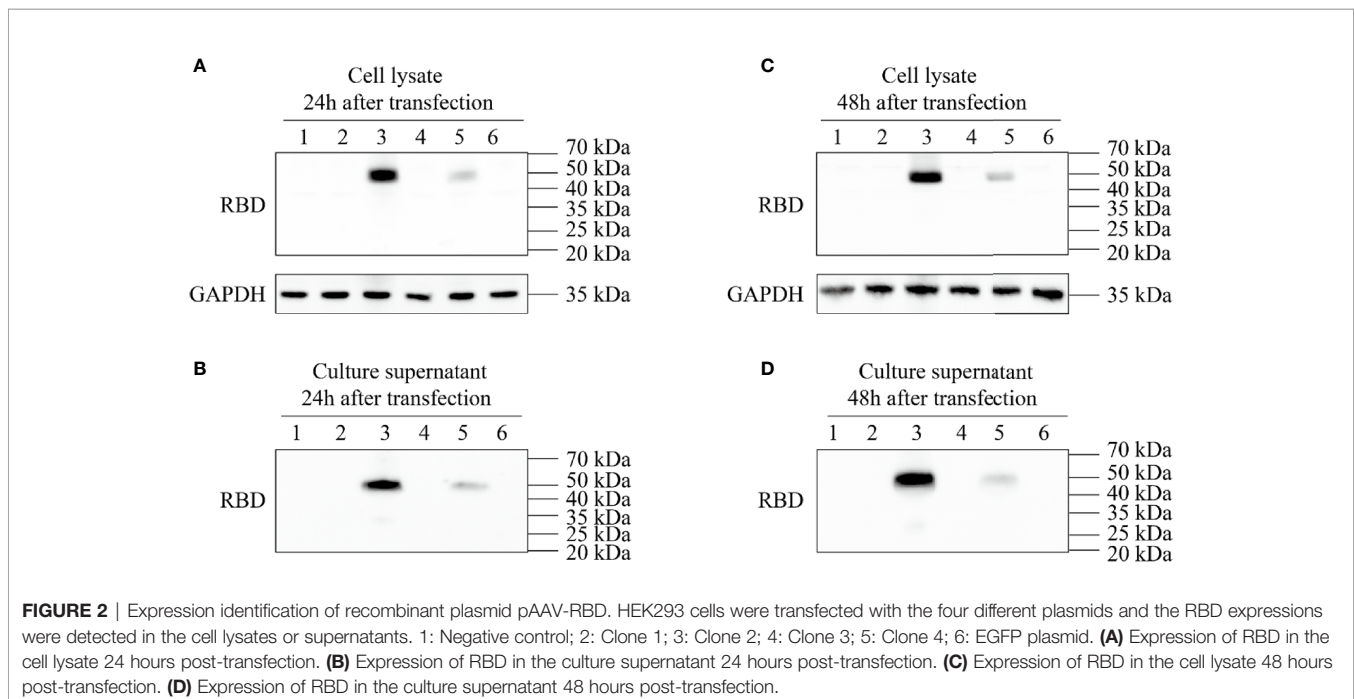 A
Cell lysate
24h after transfection
1 2 3 4 5 6
70 kDa
50 kDa
40 kDa
RBD
35 kDa
25 kDa
20 kDa
GAPDH
35 kDa
C
Cell lysate
48h after transfection
1 2 3 4 5 6
70 kDa
50 kDa
40 kDa
RBD
35 kDa
25 kDa
20 kDa
GAPDH
35 kDa
B
Culture supernatant
24h after transfection
1 2 3 4 5 6
70 kDa
50 kDa
RBD
40 kDa
35 kDa
25 kDa
20 kDa
D
Culture supernatant
48h after transfection
1 2 3 4 5 6
70 kDa
50 kDa
RBD
40 kDa
35 kDa
25 kDa
20 kDa
FIGURE 2 | Expression identification of recombinant plasmid pAAV-RBD. HEK293 cells were transfected with the four different plasmids and the RBD expressions
were detected in the cell lysates or supernatants. 1: Negative control; 2: Clone 1; 3: Clone 2; 4: Clone 3; 5: Clone 4; 6: EGFP plasmid. (A) Expression of RBD in the
cell lysate 24 hours post-transfection. (B) Expression of RBD in the culture supernatant 24 hours post-transfection. (C) Expression of RBD in the cell lysate 48 hours
post-transfection. (D) Expression of RBD in the culture supernatant 48 hours post-transfection.